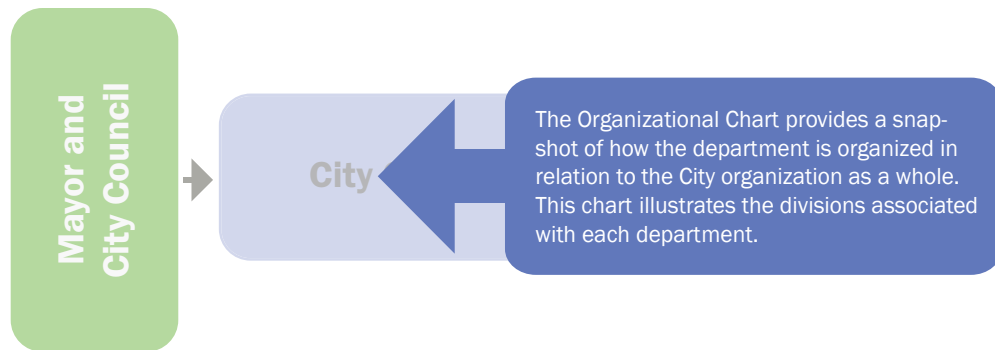 Mayor and
City Council
City
The Organizational Chart provides a snap-
shot of how the department is organized in
relation to the City organization as a whole.
This chart illustrates the divisions associated
with each department.